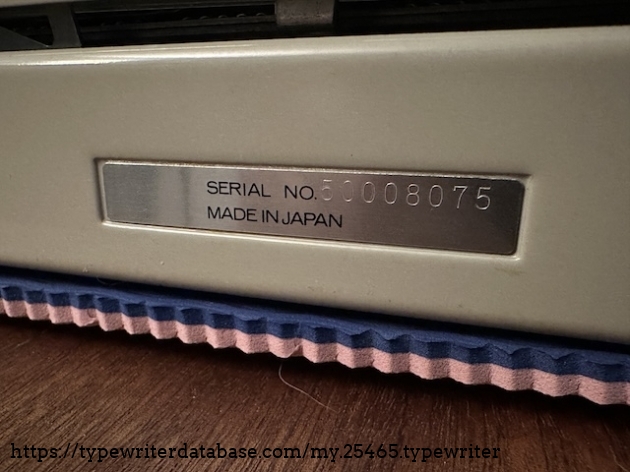 SERIAL NO. 50008075
MADE IN JAPAN
https://typewriterdatabase.com/my.25465.typewriter